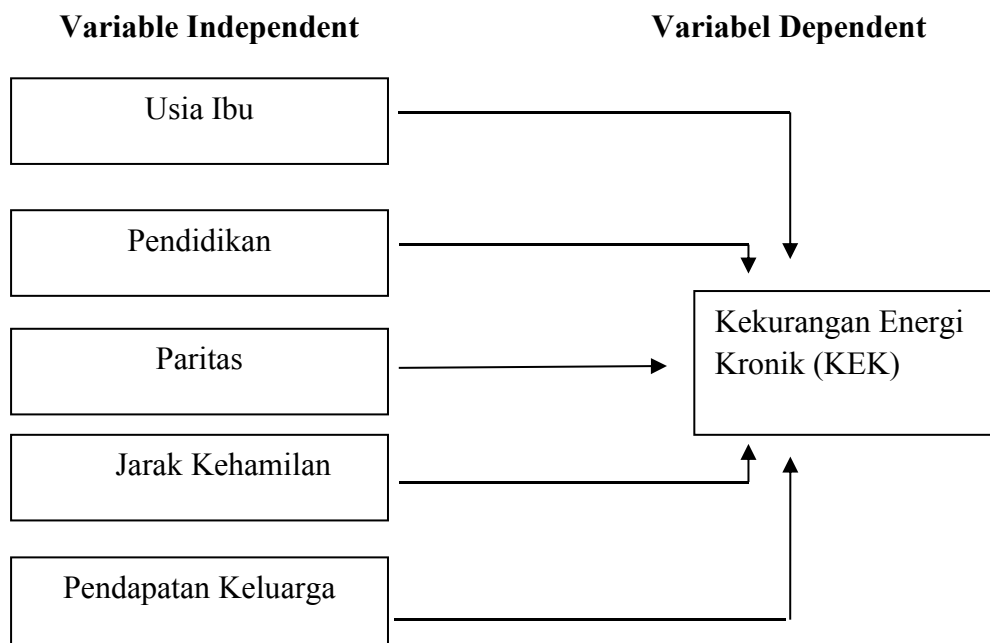 Variable Independent
Variabel Dependent
Usia Ibu
Pendidikan
Paritas
Jarak Kehamilan
Pendapatan Keluarga
Kekurangan Energi
Kronik (KEK)